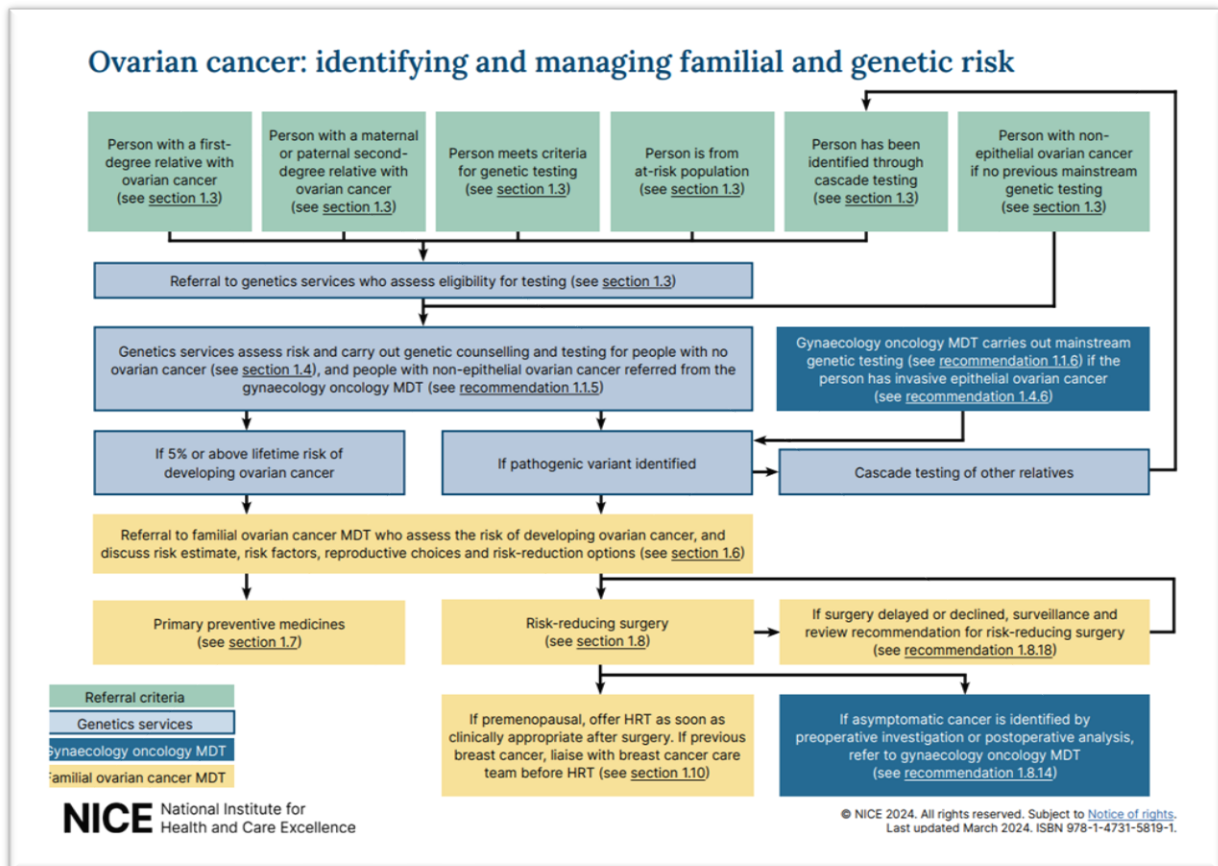 Ovarian cancer: identifying and managing familial and genetic risk
Person with a first-
degree relative with
ovarian cancer
(see section 1.3)
Person with a maternal
or paternal second-
degree relative with
ovarian cancer
(see section 1.3)
Person meets criteria
for genetic testing
(see section 1.3)
Person is from
at-risk population
(see section 1.3)
Person has been
identified through
cascade testing
(see section 1.3)
Person with non-
epithelial ovarian cancer
if no previous mainstream
genetic testing
(see section 1.3)
Referral to genetics services who assess eligibility for testing (see section 1.3)
Genetics services assess risk and carry out genetic counselling and testing for people with no
ovarian cancer (see section 1.4), and people with non-epithelial ovarian cancer referred from the
gynaecology oncology MDT (see recommendation 1.1.5)
Gynaecology oncology MDT carries out mainstream
genetic testing (see recommendation 1.1.6) if the
person has invasive epithelial ovarian cancer
(see recommendation 1.4.6)
If 5% or above lifetime risk of
developing ovarian cancer
If pathogenic variant identified
Cascade testing of other relatives
Referral to familial ovarian cancer MDT who assess the risk of developing ovarian cancer, and
discuss risk estimate, risk factors, reproductive choices and risk-reduction options (see section 1.6)
Primary preventive medicines
(see section 1.7)
Risk-reducing surgery
(see section 1.8)
If surgery delayed or declined, surveillance and
review recommendation for risk-reducing surgery
(see recommendation 1.8.18)
If premenopausal, offer HRT as soon as
clinically appropriate after surgery. If previous
breast cancer, liaise with breast cancer care
team before HRT (see section 1.10)
If asymptomatic cancer is identified by
preoperative investigation or postoperative analysis,
refer to gynaecology oncology MDT
(see recommendation 1.8.14)
Referral criteria
Genetics services
Gynaecology oncology MDT
Familial ovarian cancer MDT
NICE National Institute for
Health and Care Excellence
© NICE 2024. All rights reserved. Subject to Notice of rights.
Last updated March 2024. ISBN 978-1-4731-5819-1.